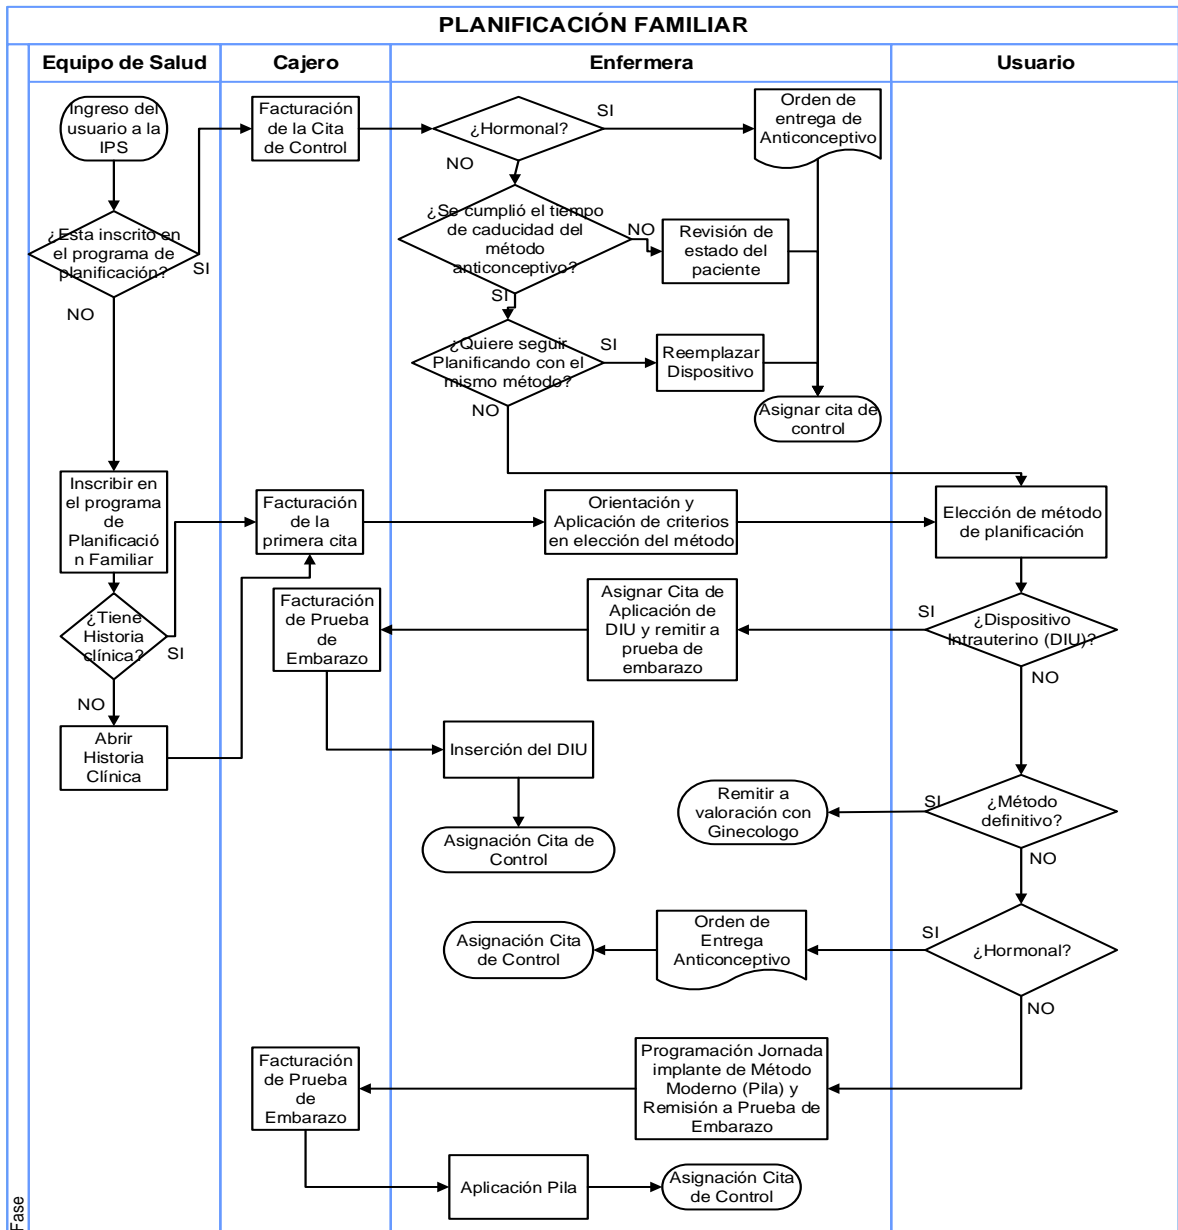 PLANIFICACIÓN FAMILIAR
Equipo de Salud
Cajero
Enfermera
Usuario
Ingreso del
usuario a la
IPS
Facturación
de la Cita
de Control
¿Hormonal?
SI
Orden de
entrega de
Anticonceptivo
NO
¿Esta inscrito en
el programa de
planificación?
SI
NO
¿Se cumplió el tiempo
de caducidad del
método
anticonceptivo?
NO
Revisión de
estado del
paciente
SI
¿Quiere seguir
Planificando con el
mismo método?
SI
Reemplazar
Dispositivo
NO
Asignar cita de
control
Inscribir en
el programa
de
Planificació
n Familiar
Facturación
de la
primera cita
Orientación y
Aplicación de criterios
en elección del método
Elección de método
de planificación
¿Tiene
Historia
clínica?
SI
NO
Facturación
de Prueba
de
Embarazo
Asignar Cita de
Aplicación de
DIU y remitir a
prueba de
embarazo
SI
¿Dispositivo
Intrauterino (DIU)?
NO
Abrir
Historia
Clínica
Inserción del DIU
Asignación Cita de
Control
Remitir a
valoración con
Ginecologo
SI
¿Método
definitivo?
NO
Asignación Cita
de Control
Orden de
Entrega
Anticonceptivo
SI
¿Hormonal?
NO
Facturación
de Prueba
de
Embarazo
Programación Jornada
implante de Método
Moderno (Pila) y
Remisión a Prueba de
Embarazo
Aplicación Pila
Asignación Cita
de Control
Fase